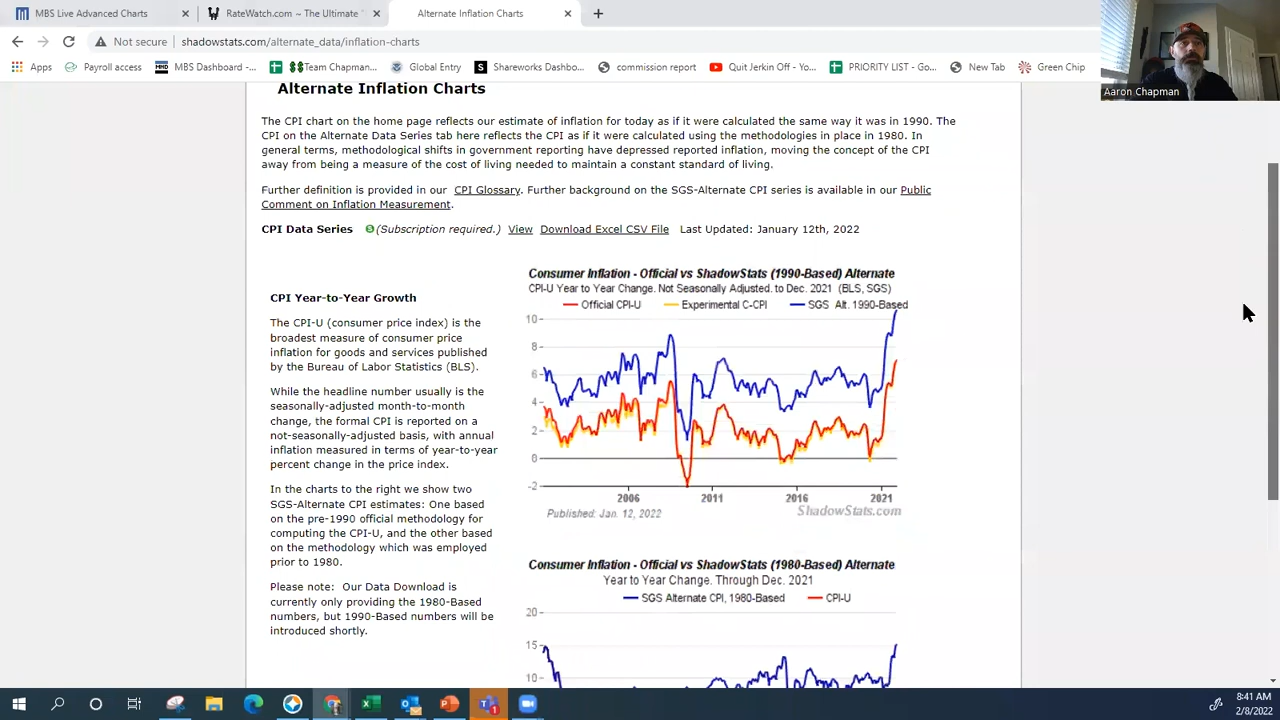 MBS Live Advanced Charts
RateWatch.com ~ The Ultimate
Alternate Inflation Charts
Not secure
shadowstats.com/alternate_data/inflation-charts
Apps
Payroll access
MBS Dashboard -...
$$Team Chapman...
Global Entry
Shareworks Dashbo...
commission report
Quit Jerkin Off - Yo...
PRIORITY LIST - Go...
New Tab
Green Chip
Global
Aaron Chapman
Alternate Inflation Charts
The CPI chart on the home page reflects our estimate of inflation for today as if it were calculated the same way it was in 1990. The
CPI on the Alternate Data Series tab here reflects the CPI as if it were calculated using the methodologies in place in 1980. In
general terms, methodological shifts in government reporting have depressed reported inflation, moving the concept of the CPI
away from being a measure of the cost of living needed to maintain a constant standard of living.
Further definition is provided in our CPI Glossary. Further background on the SGS-Alternate CPI series is available in our Public
Comment on Inflation Measurement.
CPI Data Series $ (Subscription required.) View Download Excel CSV File Last Updated: January 12th, 2022
CPI Year-to-Year Growth
The CPI-U (consumer price index) is the
broadest measure of consumer price
inflation for goods and services published
by the Bureau of Labor Statistics (BLS).
While the headline number usually is the
seasonally-adjusted month-to-month
change, the formal CPI is reported on a
not-seasonally-adjusted basis, with annual
inflation measured in terms of year-to-year
percent change in the price index.
In the charts to the right we show two
SGS-Alternate CPI estimates: One based
on the pre-1990 official methodology for
computing the CPI-U, and the other based
on the methodology which was employed
prior to 1980.
Please note: Our Data Download is
currently only providing the 1980-Based
numbers, but 1990-Based numbers will be
introduced shortly.
Consumer Inflation - Official vs ShadowStats (1990-Based) Alternate
CPI-U Year to Year Change. Not Seasonally Adjusted. to Dec. 2021 (BLS, SGS)
Official CPI-U Experimental C-CPI SGS Alt. 1990-Based
10
8
6
4
2
0
-2
2006 2011 2016 2021
Published: Jan. 12, 2022
ShadowStats.com
Consumer Inflation - Official vs ShadowStats (1980-Based) Alternate
Year to Year Change. Through Dec. 2021
SGS Alternate CPI, 1980-Based CPI-U
20
15
10
8:41 AM
2/8/2022